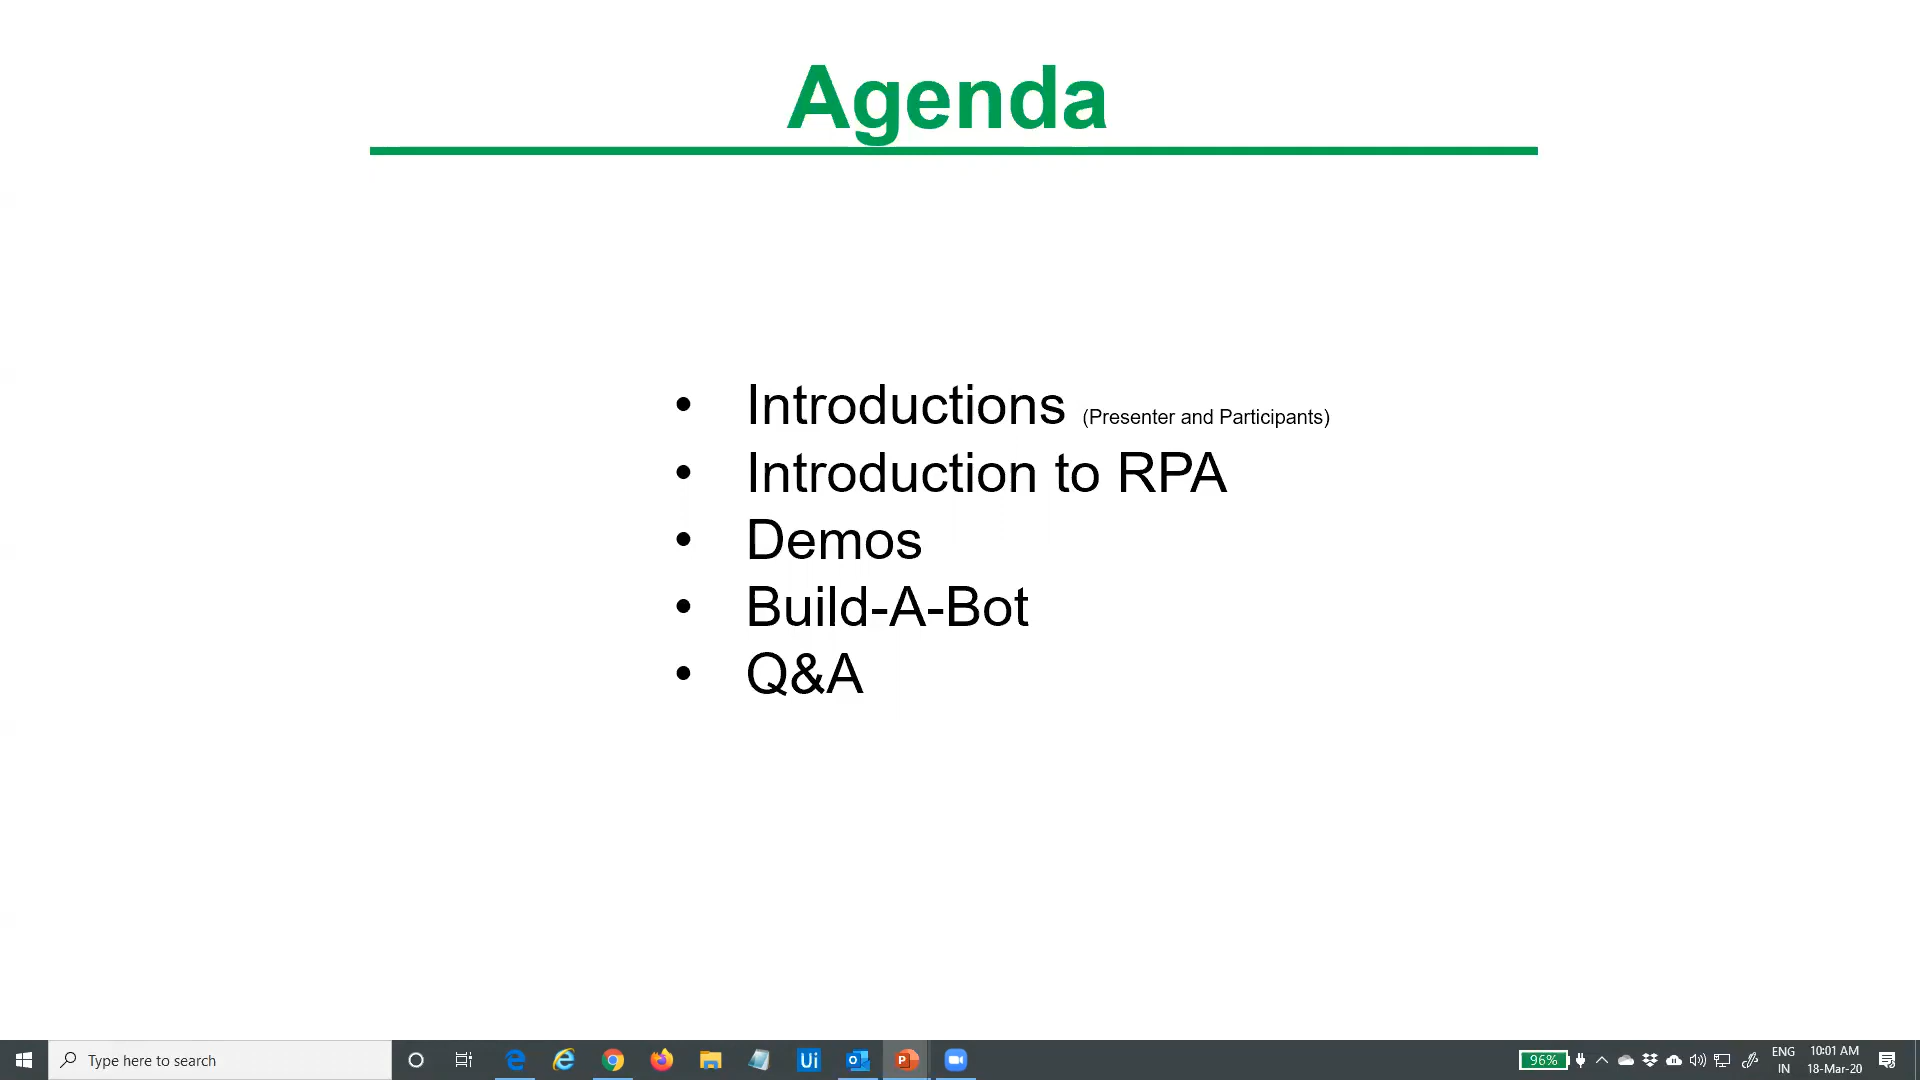 Agenda
• Introductions (Presenter and Participants)
• Introduction to RPA
• Demos
• Build-A-Bot
• Q&A
Type here to search
Ui
96%
ENG
IN
10:01 AM
18-Mar-20